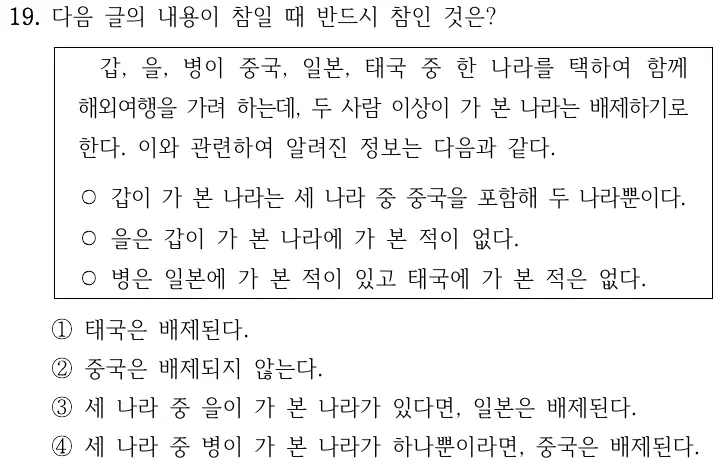 19. 다음 글의 내용이 참일 때 반드시 참인 것은?
갑, 을, 병이 중국, 일본, 태국 중 한 나라를 택하여 함께
해외여행을 가려 하는데, 두 사람 이상이 가 본 나라는 배제하기로
한다. 이와 관련하여 알려진 정보는 다음과 같다.
○ 갑이 가 본 나라는 세 나라 중 중국을 포함해 두 나라뿐이다.
○ 을은 갑이 가 본 나라에 가 본 적이 없다.
○ 병은 일본에 가 본 적이 있고 태국에 가 본 적은 없다.
① 태국은 배제된다.
② 중국은 배제되지 않는다.
③ 세 나라 중 을이 가 본 나라가 있다면, 일본은 배제된다.
④ 세 나라 중 병이 가 본 나라가 하나뿐이라면, 중국은 배제된다.